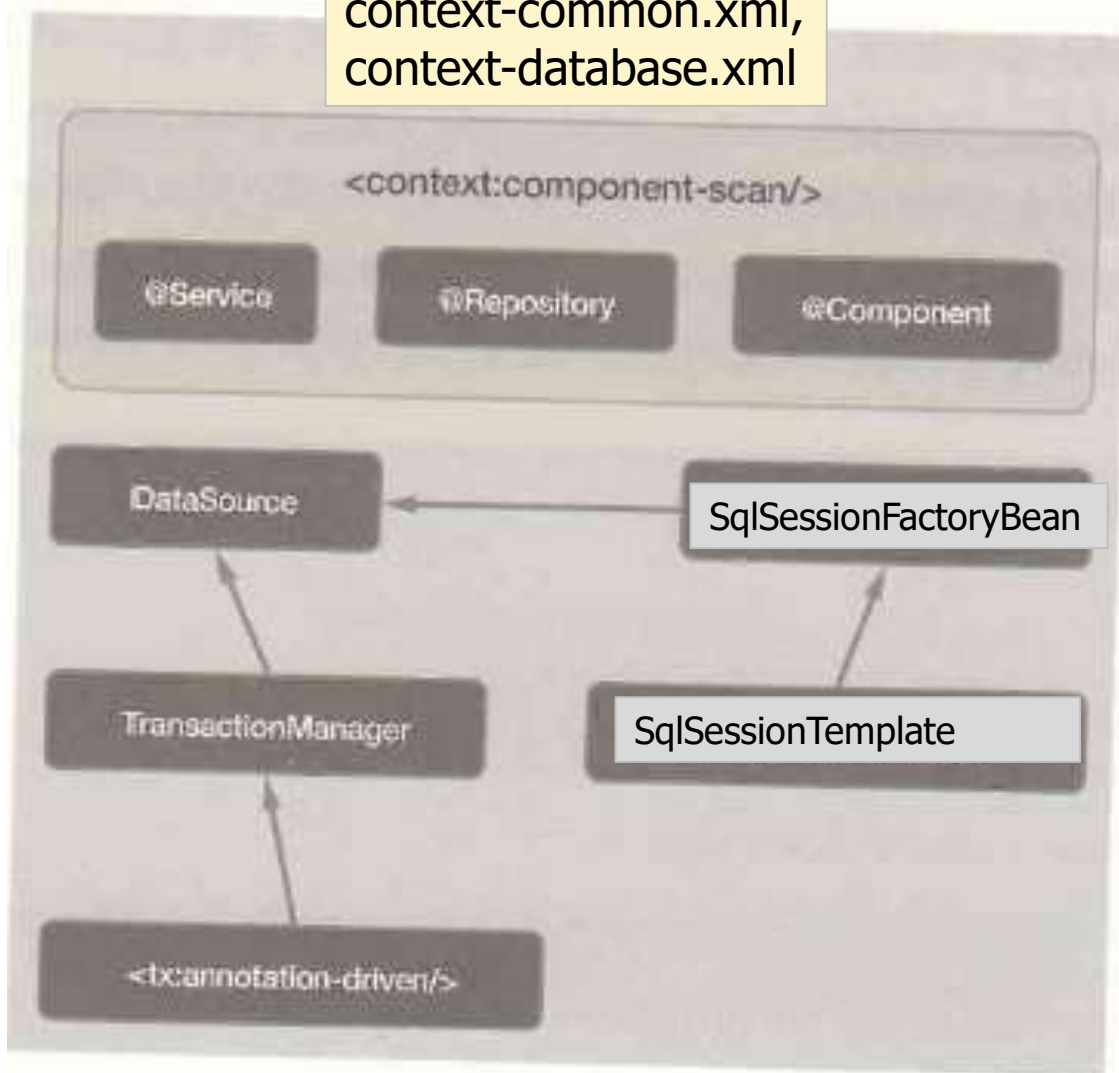 context-common.xml,
context-database.xml
<context:component-scan/>
@Service
@Repository
@Component
DataSource
SqlSessionFactoryBean
TransactionManager
SqlSessionTemplate
<tx:annotation-driven/>